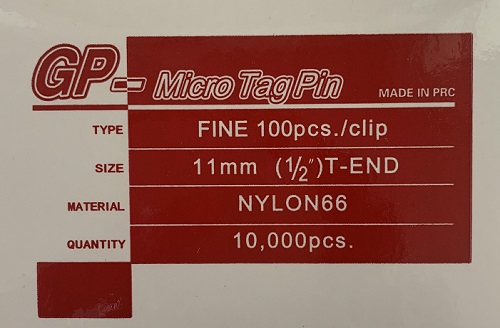 GP- Micro Tag Pin MADE IN PRC
TYPE FINE 100pcs./clip
SIZE 11mm (1/2")T-END
MATERIAL NYLON66
QUANTITY 10,000pcs.